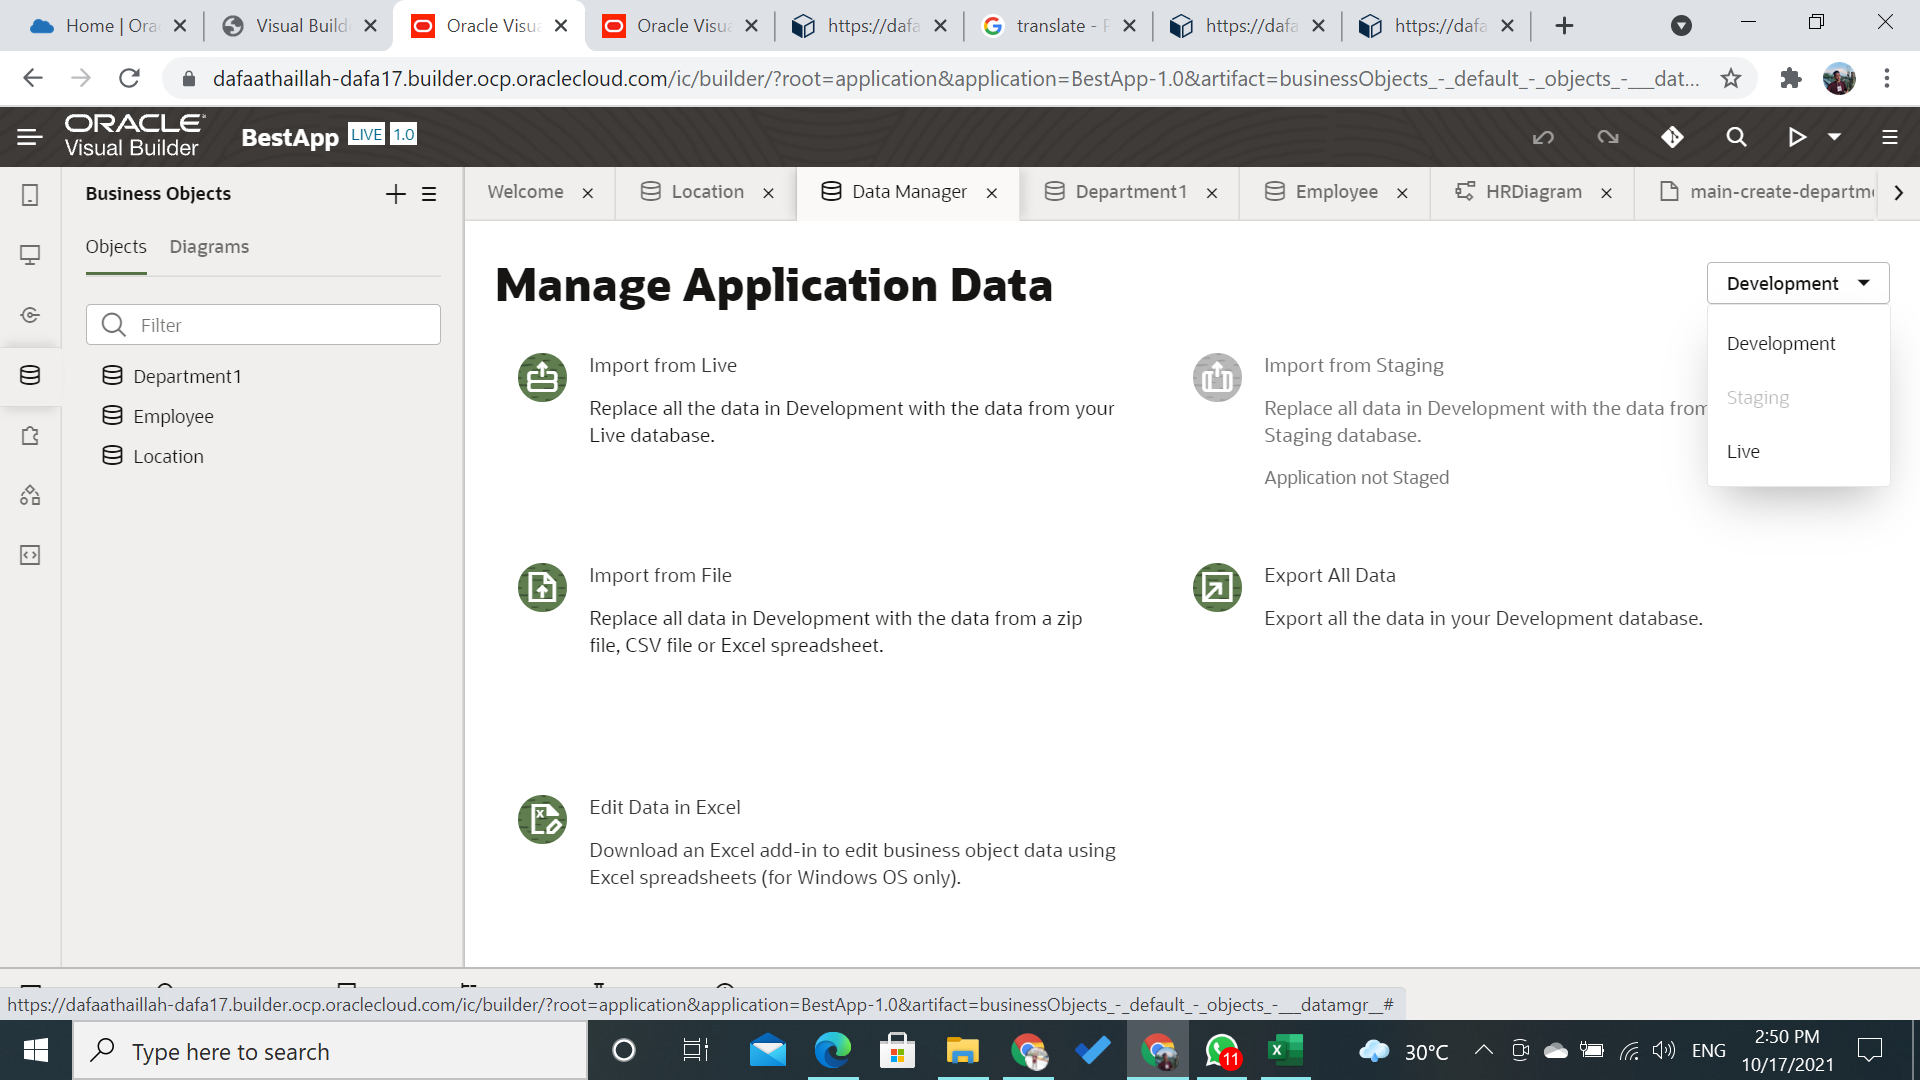 Home | Ora
Visual Build
Oracle Visua
Oracle Visua
https://dafa
translate - P
https://dafa
https://dafa
dafaathaillah-dafa17.builder.ocp.oraclecloud.com/ic/builder/?root=application&application=BestApp-1.0&artifact=businessObjects_-_default_-_objects_-___dat...
ORACLE
Visual Builder
BestApp LIVE 1.0
Business Objects
Welcome
Location
Data Manager
Department1
Employee
HRDiagram
main-create-departme
Objects Diagrams
Filter
Department1
Employee
Location
Manage Application Data
Development
Development
Staging
Live
Import from Live
Replace all the data in Development with the data from your
Live database.
Import from Staging
Replace all data in Development with the data from
Staging database.
Application not Staged
Import from File
Replace all data in Development with the data from a zip
file, CSV file or Excel spreadsheet.
Export All Data
Export all the data in your Development database.
Edit Data in Excel
Download an Excel add-in to edit business object data using
Excel spreadsheets (for Windows OS only).
https://dafaathaillah-dafa17.builder.ocp.oraclecloud.com/ic/builder/?root=application&application=BestApp-1.0&artifact=businessObjects_-_default_-_objects_-___datamgr__#
Type here to search
11
30°C
ENG
2:50 PM
10/17/2021